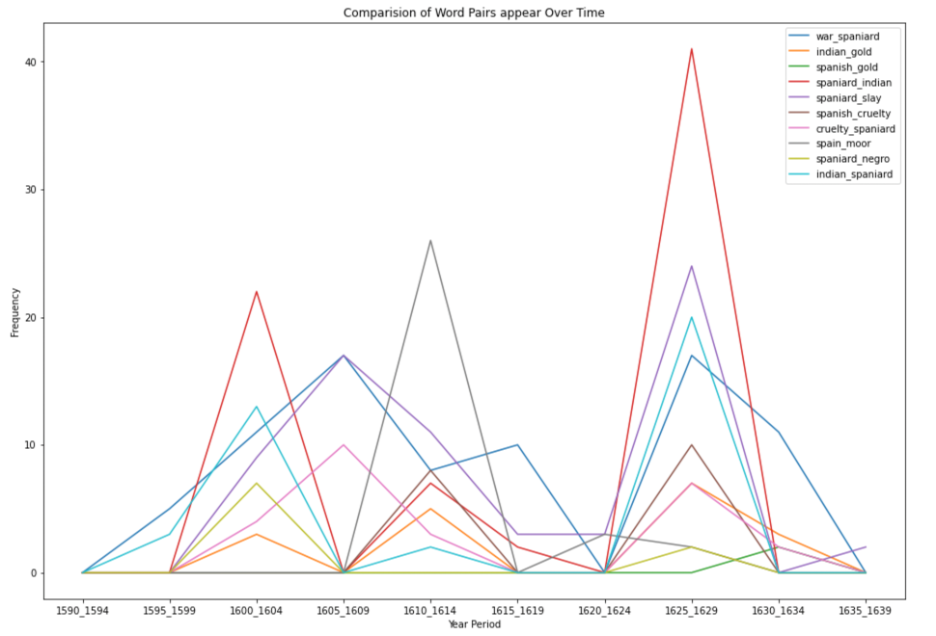 Comparision of Word Pairs appear Over Time
war_spaniard
indian_gold
spanish_gold
spaniard_indian
spaniard_slay
spanish_cruelty
cruelty_spaniard
spain_moor
spaniard_negro
indian_spaniard
Frequency
40
30
20
10
0
1590_1594 1595_1599 1600_1604 1605_1609 1610_1614 1615_1619 1620_1624 1625_1629 1630_1634 1635_1639
Year Period